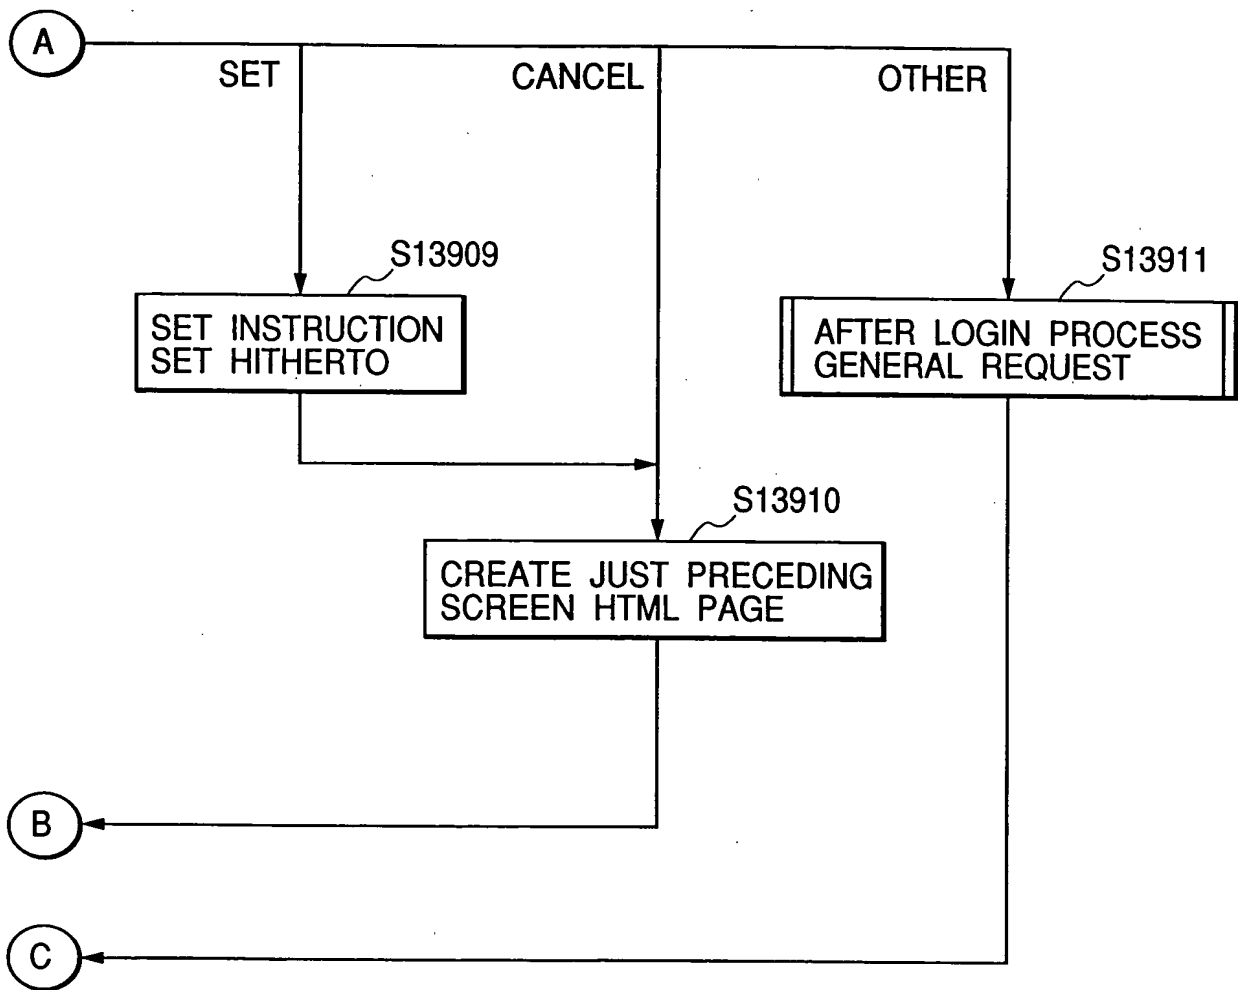 A
SET
CANCEL
OTHER
S13909
S13911
SET INSTRUCTION
SET HITHERTO
AFTER LOGIN PROCESS
GENERAL REQUEST
S13910
CREATE JUST PRECEDING
SCREEN HTML PAGE
B
C